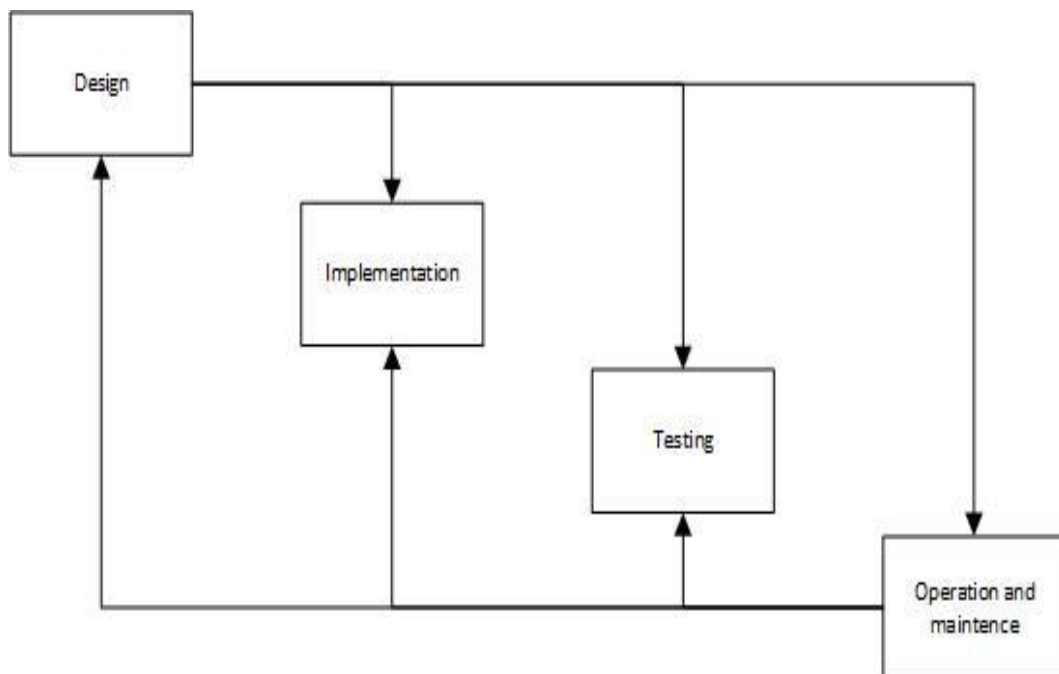 Design
Implementation
Testing
Operation and
maintence